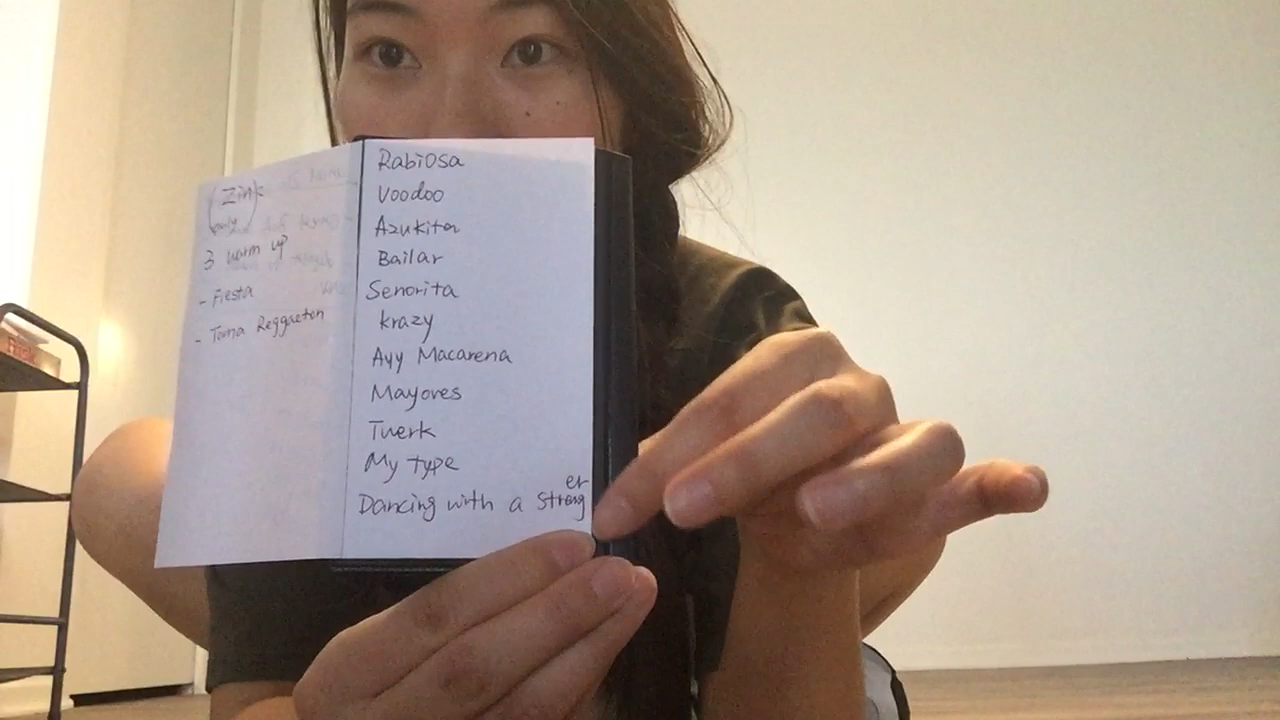 (Zin)
3 warm up
- Fiesta
- Toma Reggaeton
Rabiosa
Voodoo
Azukita
Bailar
Senorita
Krazy
Ayy Macarena
Mayores
Twerk
My type
er
Dancing with a Strang